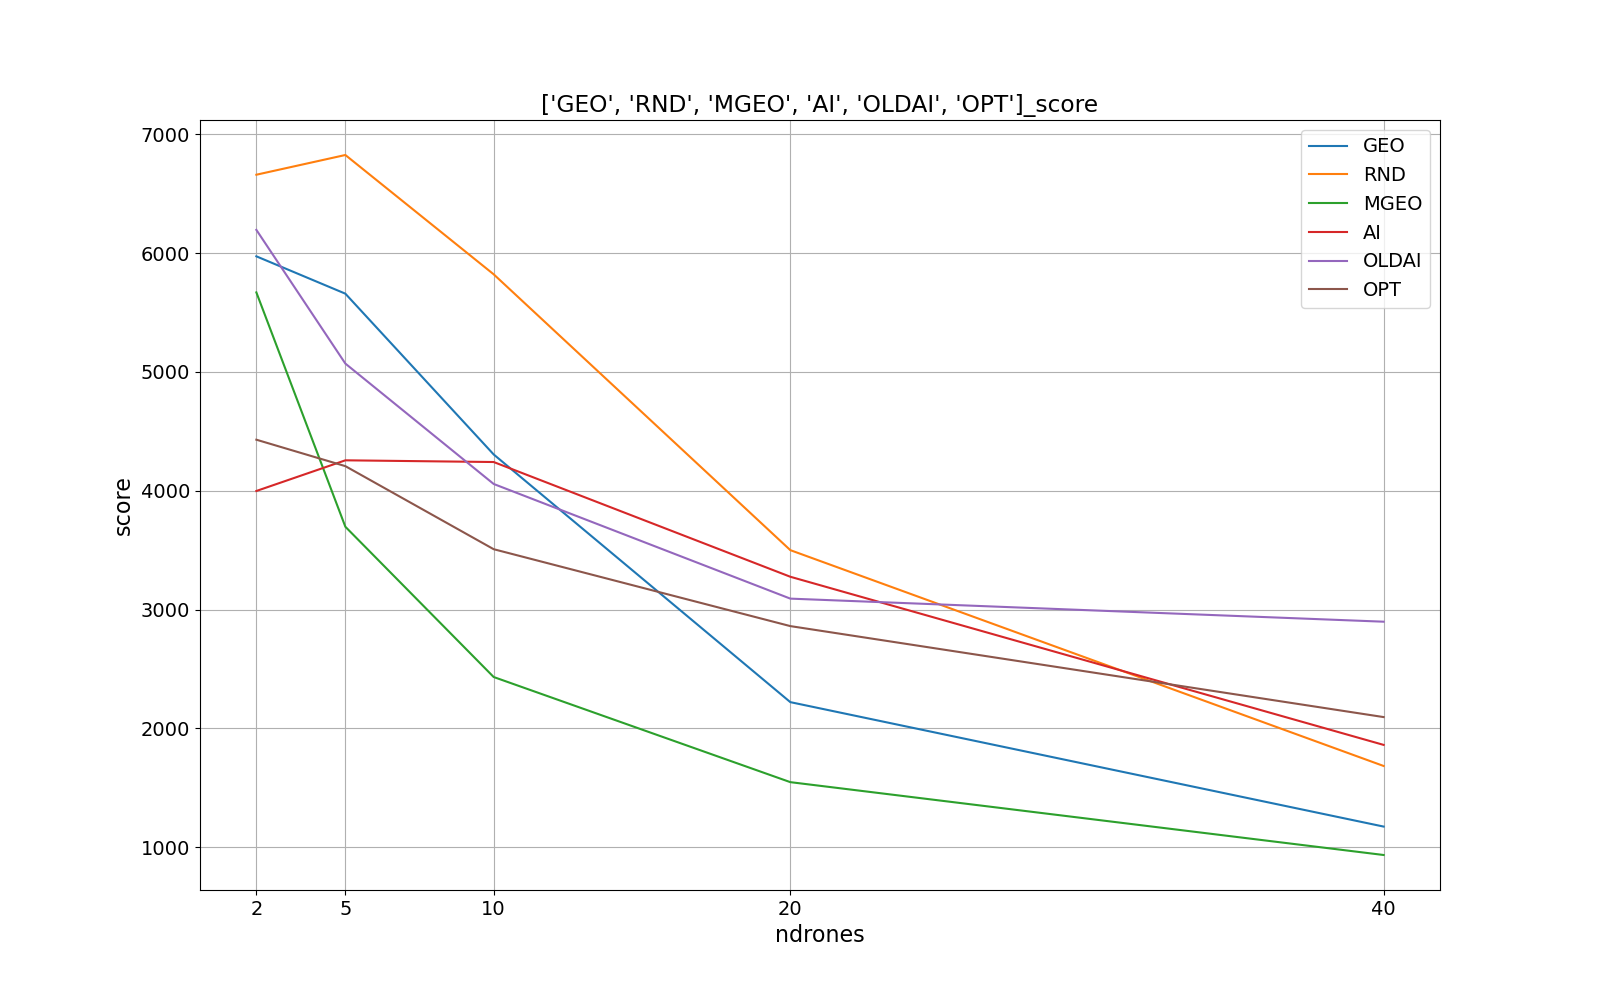 ['GEO', 'RND', 'MGEO', 'AI', 'OLDAI', 'OPT']_score
7000
6000
5000
4000
3000
2000
1000
score
GEO
RND
MGEO
AI
OLDAI
OPT
2 5 10 20 40
ndrones